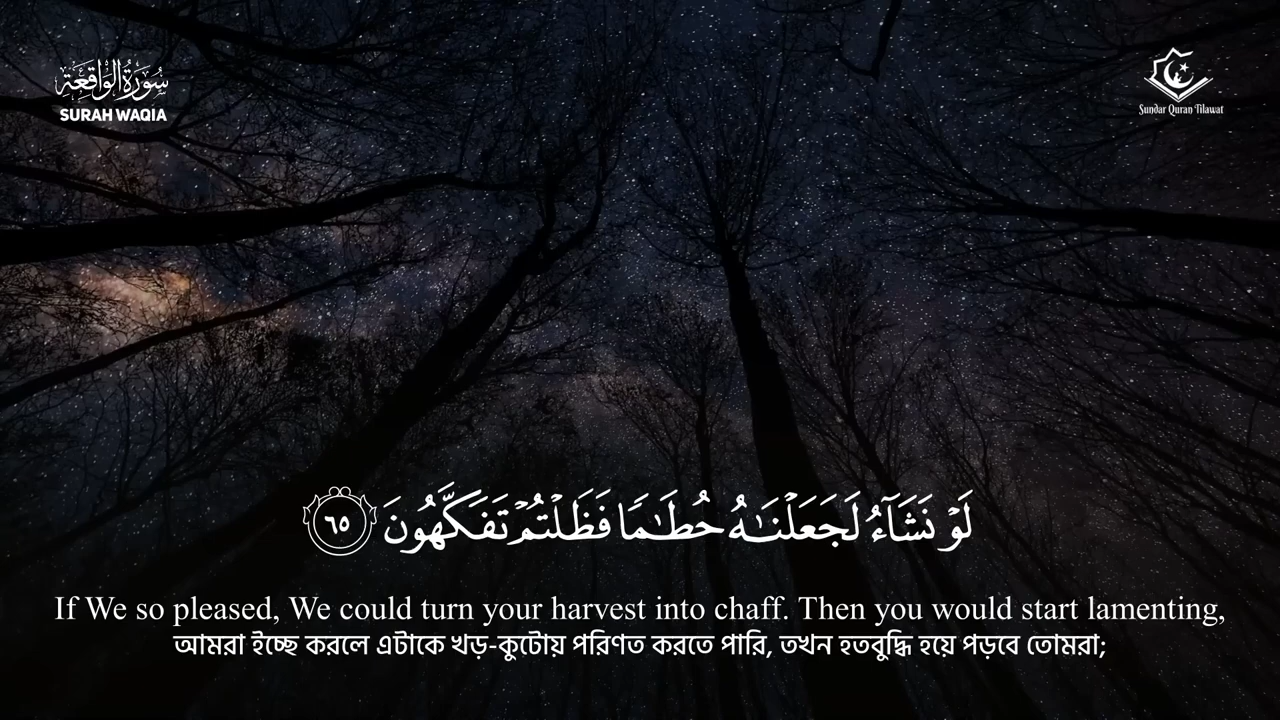 سُورَةُ الْوَاقِعَة
SURAH WAQIA
Sundar Quran Tilawat
لَوْ نَشَآءُ لَجَعَلْنَـٰهُ حُطَـٰمًا فَظَلْتُمْ تَفَكَّهُونَ ٦٥
If We so pleased, We could turn your harvest into chaff. Then you would start lamenting,
আমরা ইচ্ছে করলে এটাকে খড়-কুটোয় পরিণত করতে পারি, তখন হতবুদ্ধি হয়ে পড়বে তোমরা;